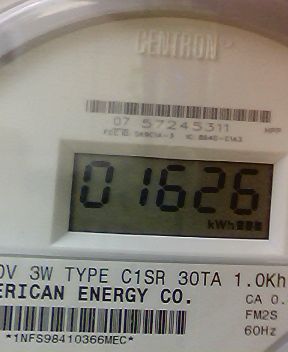 CENTRON
07 57245311
01626
kWh
0V 3W TYPE C1SR 30TA 1.0Kh
ERICAN ENERGY CO.
CA 0.
FM2S
60Hz
*1NFS98410366MEC*